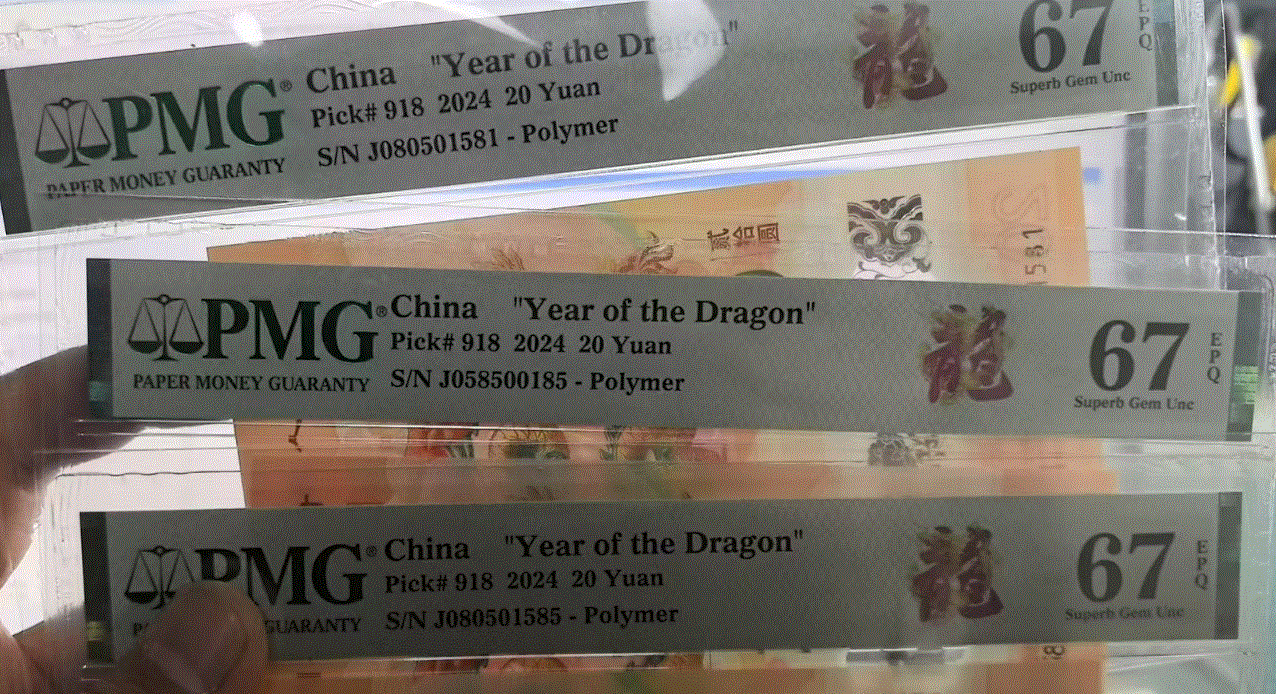 PMG® China "Year of the Dragon" 67 EPQ
Pick# 918 2024 20 Yuan Superb Gem Unc
S/N J080501581 - Polymer
PAPER MONEY GUARANTY
贰拾圆
1581
PMG® China "Year of the Dragon" 67 EPQ
Pick# 918 2024 20 Yuan
S/N J058500185 - Polymer Superb Gem Unc
PAPER MONEY GUARANTY
PMG® China "Year of the Dragon" 67 EPQ
Pick# 918 2024 20 Yuan
S/N J080501585 - Polymer Superb Gem Unc
GUARANTY